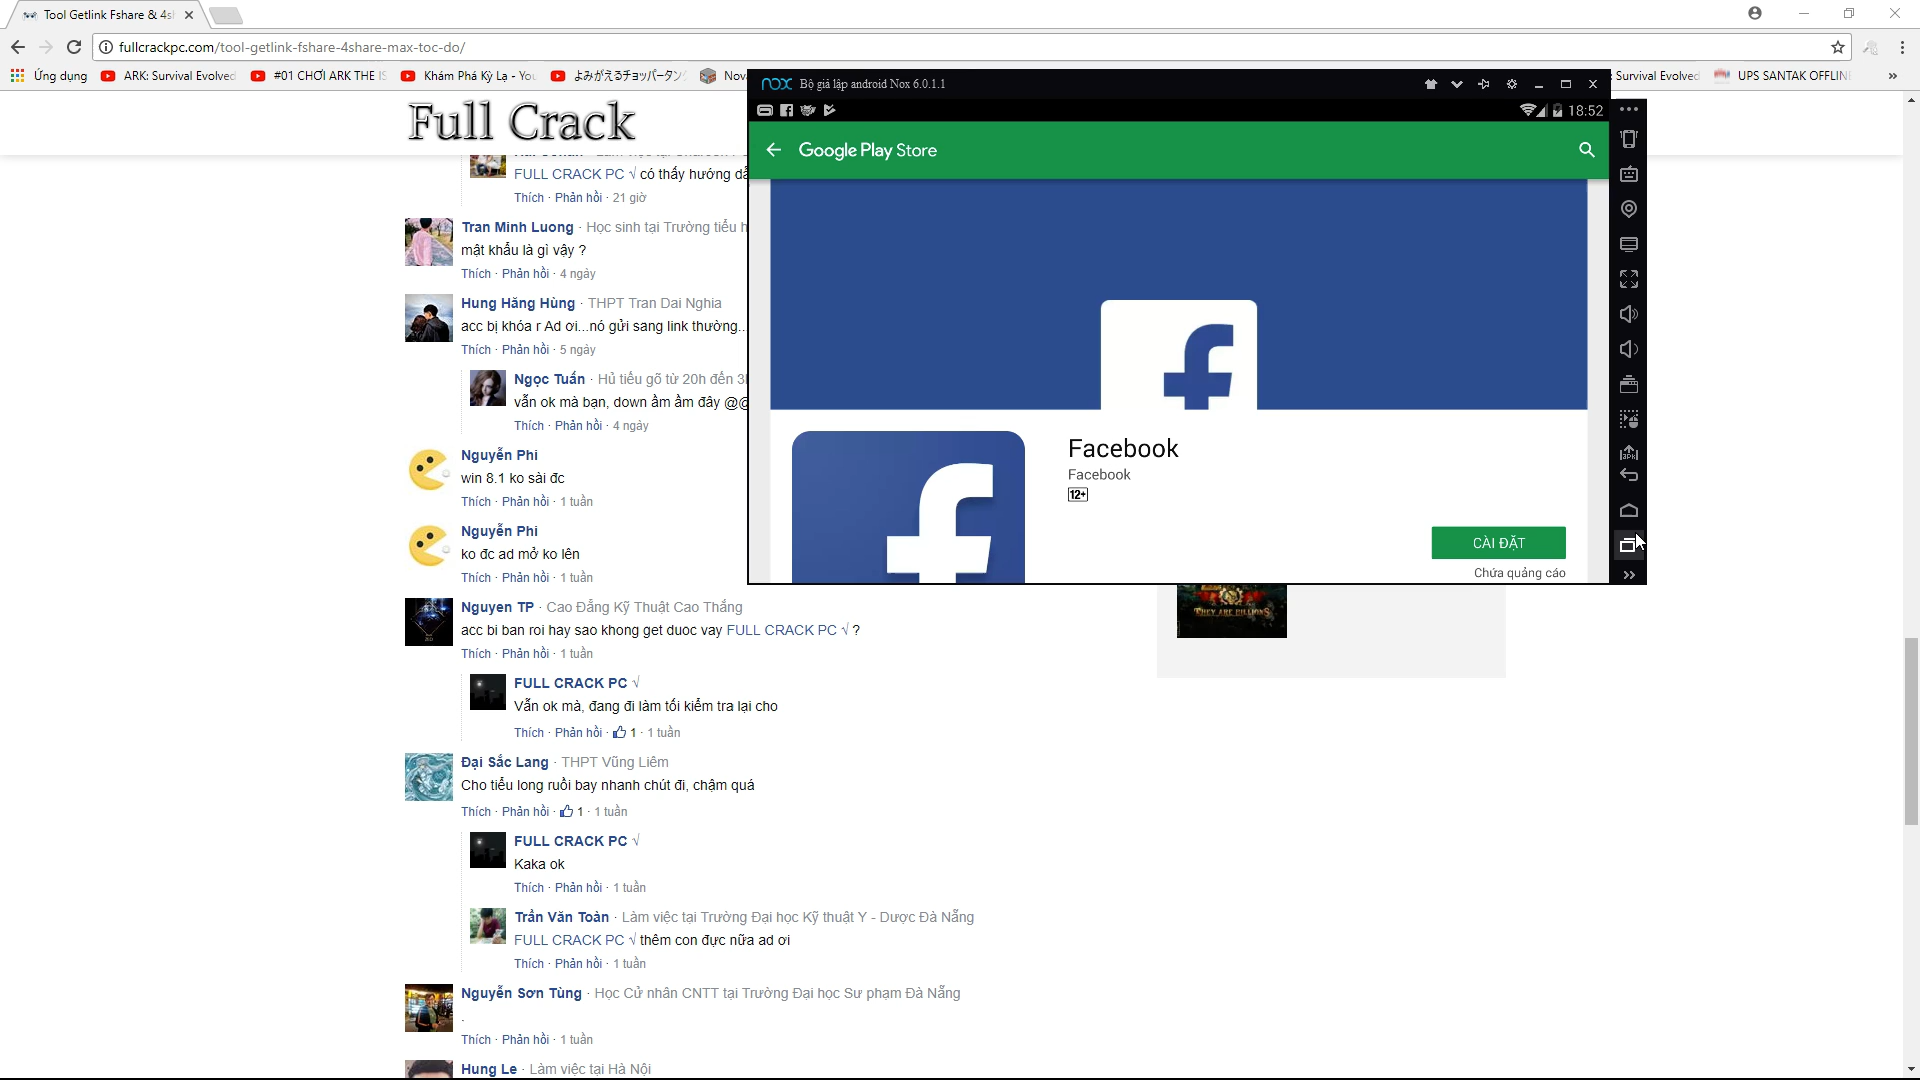 Tool Getlink Fshare & 4s
fullcrackpc.com/tool-getlink-fshare-4share-max-toc-do/
Ứng dụng
ARK: Survival Evolved
#01 CHƠI ARK THE IS
Khám Phá Kỳ Lạ - You
よみがえるチョッパータンク
Nov
Survival Evolved
UPS SANTAK OFFLINE
»
Full Crack
FULL CRACK PC √ có thấy hướng dẫ
Thích · Phản hồi · 21 giờ
Tran Minh Luong · Học sinh tại Trường tiểu h
mật khẩu là gì vậy ?
Thích · Phản hồi · 4 ngày
Hung Hăng Hùng · THPT Tran Dai Nghia
acc bị khóa r Ad ơi...nó gửi sang link thường...
Thích · Phản hồi · 5 ngày
Ngọc Tuấn · Hủ tiếu gõ từ 20h đến 3
vẫn ok mà bạn, down ầm ầm đây @@
Thích · Phản hồi · 4 ngày
Nguyễn Phi
win 8.1 ko sài đc
Thích · Phản hồi · 1 tuần
Nguyễn Phi
ko đc ad mở ko lên
Thích · Phản hồi · 1 tuần
Nguyen TP · Cao Đẳng Kỹ Thuật Cao Thắng
acc bi ban roi hay sao khong get duoc vay FULL CRACK PC √ ?
Thích · Phản hồi · 1 tuần
FULL CRACK PC √
Vẫn ok mà, đang đi làm tối kiểm tra lại cho
Thích · Phản hồi · 1 · 1 tuần
Đại Sắc Lang · THPT Vũng Liêm
Cho tiểu long ruồi bay nhanh chút đi, chậm quá
Thích · Phản hồi · 1 · 1 tuần
FULL CRACK PC √
Kaka ok
Thích · Phản hồi · 1 tuần
Trần Văn Toàn · Làm việc tại Trường Đại học Kỹ thuật Y - Dược Đà Nẵng
FULL CRACK PC √ thêm con đực nữa ad ơi
Thích · Phản hồi · 1 tuần
Nguyễn Sơn Tùng · Học Cử nhân CNTT tại Trường Đại học Sư phạm Đà Nẵng
.
Thích · Phản hồi · 1 tuần
Hung Le · Làm việc tại Hà Nội
nox Bộ giả lập android Nox 6.0.1.1
18:52
Google Play Store
Facebook
Facebook
12+
CÀI ĐẶT
Chứa quảng cáo
THEY ARE BILLIONS